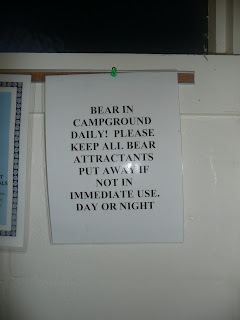 BEAR IN
CAMPGROUND
DAILY! PLEASE
KEEP ALL BEAR
ATTRACTANTS
PUT AWAY IF
NOT IN
IMMEDIATE USE.
DAY OR NIGHT